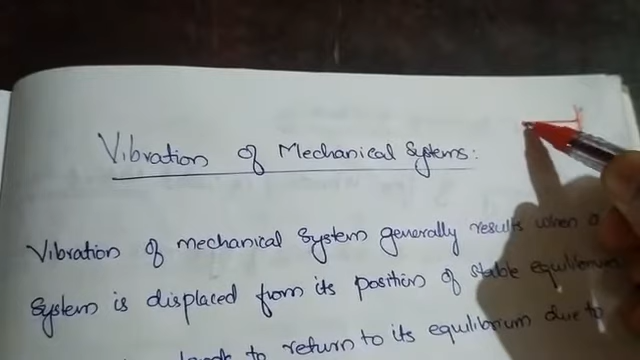 Vibration of Mechanical Systems:
Vibration of mechanical system generally results when a
system is displaced from its position of stable
to return to its equilibrium due to